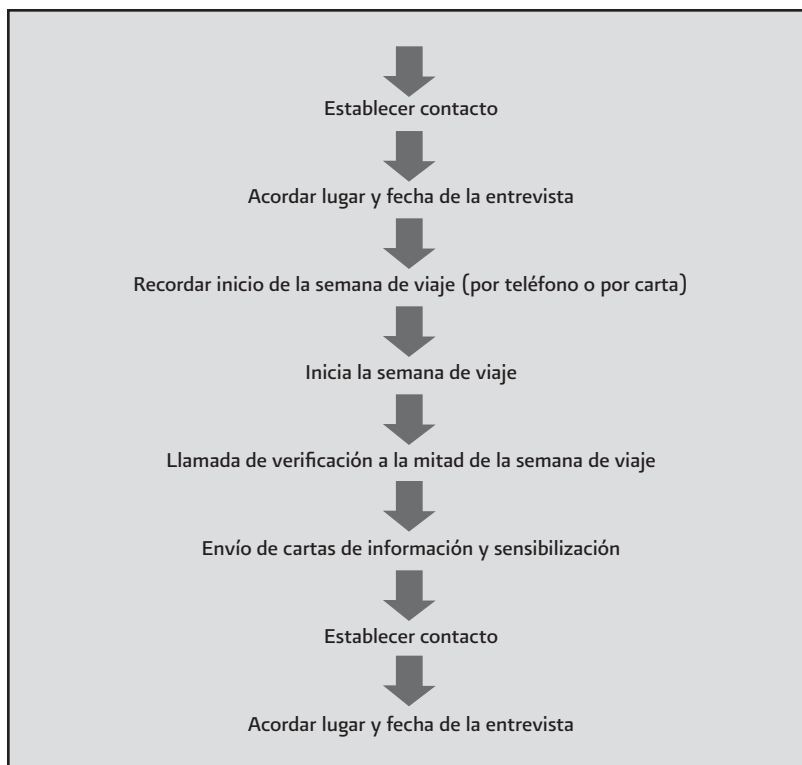 Establecer contacto
Acordar lugar y fecha de la entrevista
Recordar inicio de la semana de viaje (por teléfono o por carta)
Inicia la semana de viaje
Llamada de verificación a la mitad de la semana de viaje
Envío de cartas de información y sensibilización
Establecer contacto
Acordar lugar y fecha de la entrevista